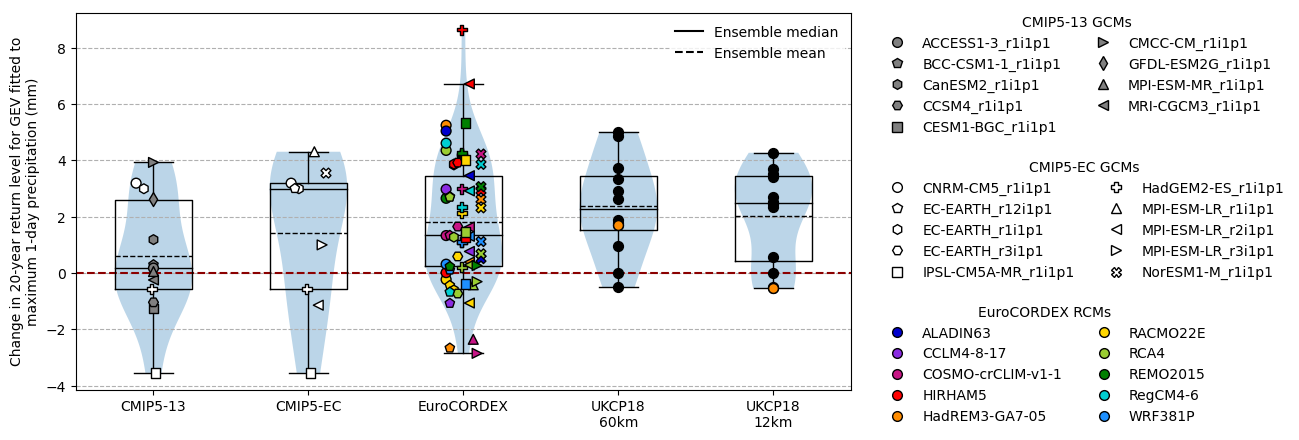 Change in 20-year return level for GEV fitted to
maximum 1-day precipitation (mm)
8
6
4
2
0
−2
−4
Ensemble median
Ensemble mean
CMIP5-13
CMIP5-EC
EuroCORDEX
UKCP18
60km
UKCP18
12km
CMIP5-13 GCMs
ACCESS1-3_r1i1p1
BCC-CSM1-1_r1i1p1
CanESM2_r1i1p1
CCSM4_r1i1p1
CESM1-BGC_r1i1p1
CMCC-CM_r1i1p1
GFDL-ESM2G_r1i1p1
MPI-ESM-MR_r1i1p1
MRI-CGCM3_r1i1p1
CMIP5-EC GCMs
CNRM-CM5_r1i1p1
EC-EARTH_r12i1p1
EC-EARTH_r1i1p1
EC-EARTH_r3i1p1
IPSL-CM5A-MR_r1i1p1
HadGEM2-ES_r1i1p1
MPI-ESM-LR_r1i1p1
MPI-ESM-LR_r2i1p1
MPI-ESM-LR_r3i1p1
NorESM1-M_r1i1p1
EuroCORDEX RCMs
ALADIN63
CCLM4-8-17
COSMO-crCLIM-v1-1
HIRHAM5
HadREM3-GA7-05
RACMO22E
RCA4
REMO2015
RegCM4-6
WRF381P